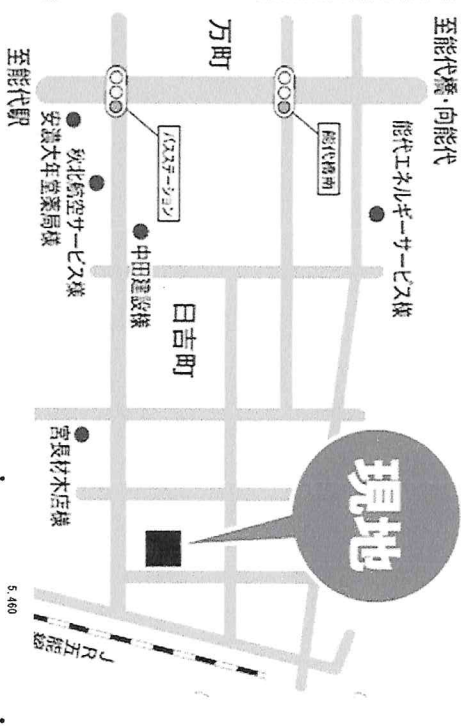 至能代橋・向能代
能代エネルギーサービス様
能代橋南
万町
バスステーション
至能代駅
安濃大年堂薬局様
秋北航空サービス様
中田建設様
日吉町
宮長材木店様
現地
JR五能線
5,460